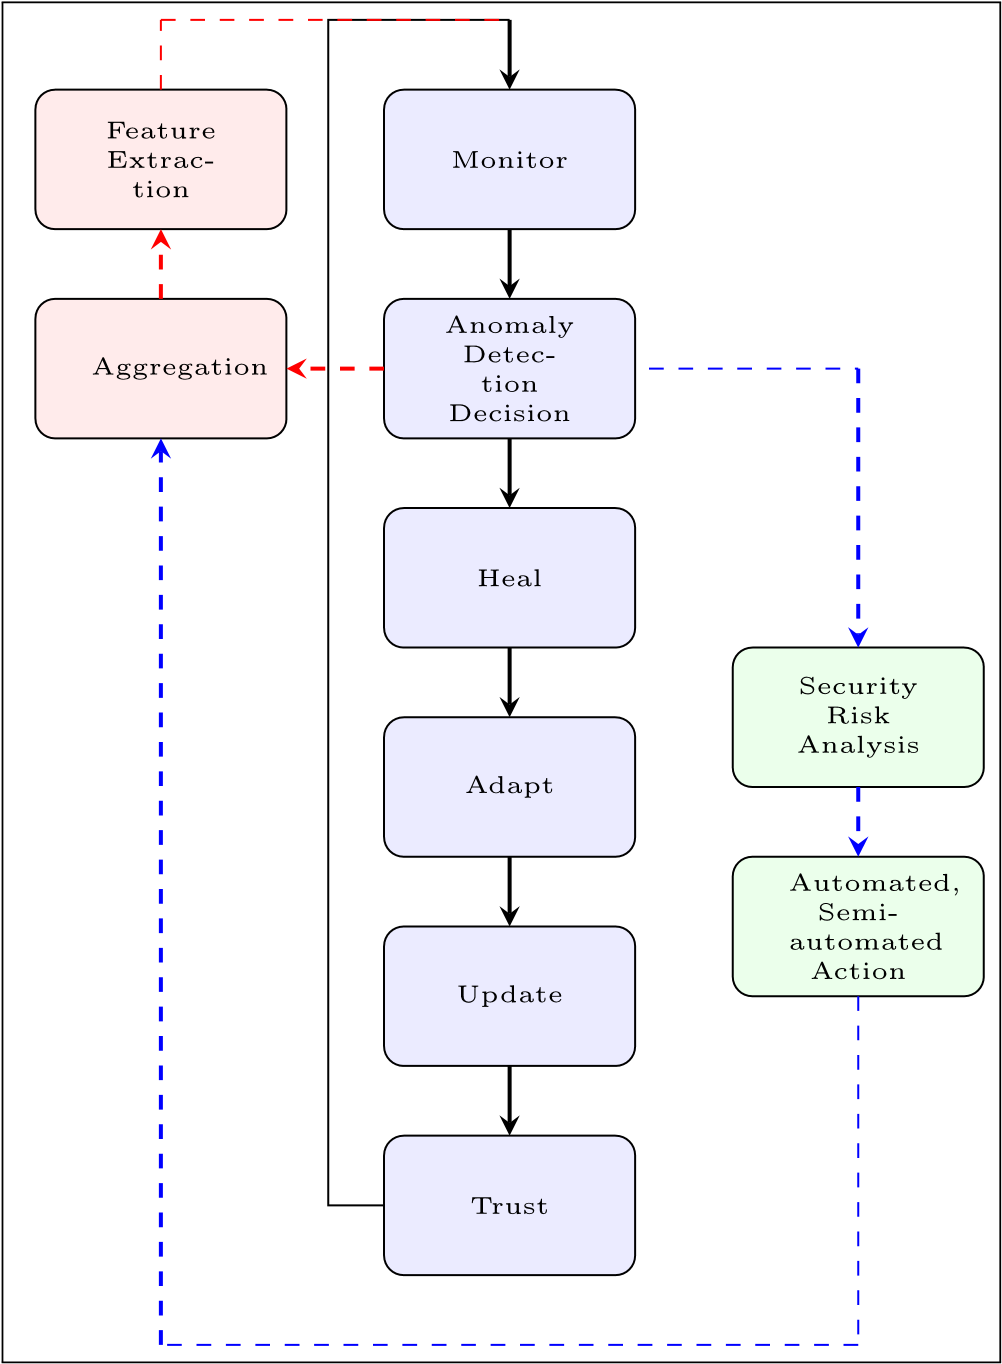 Feature
Extrac-
tion
Monitor
Aggregation
Anomaly
Detec-
tion
Decision
Heal
Security
Risk
Analysis
Adapt
Automated,
Semi-
automated
Action
Update
Trust